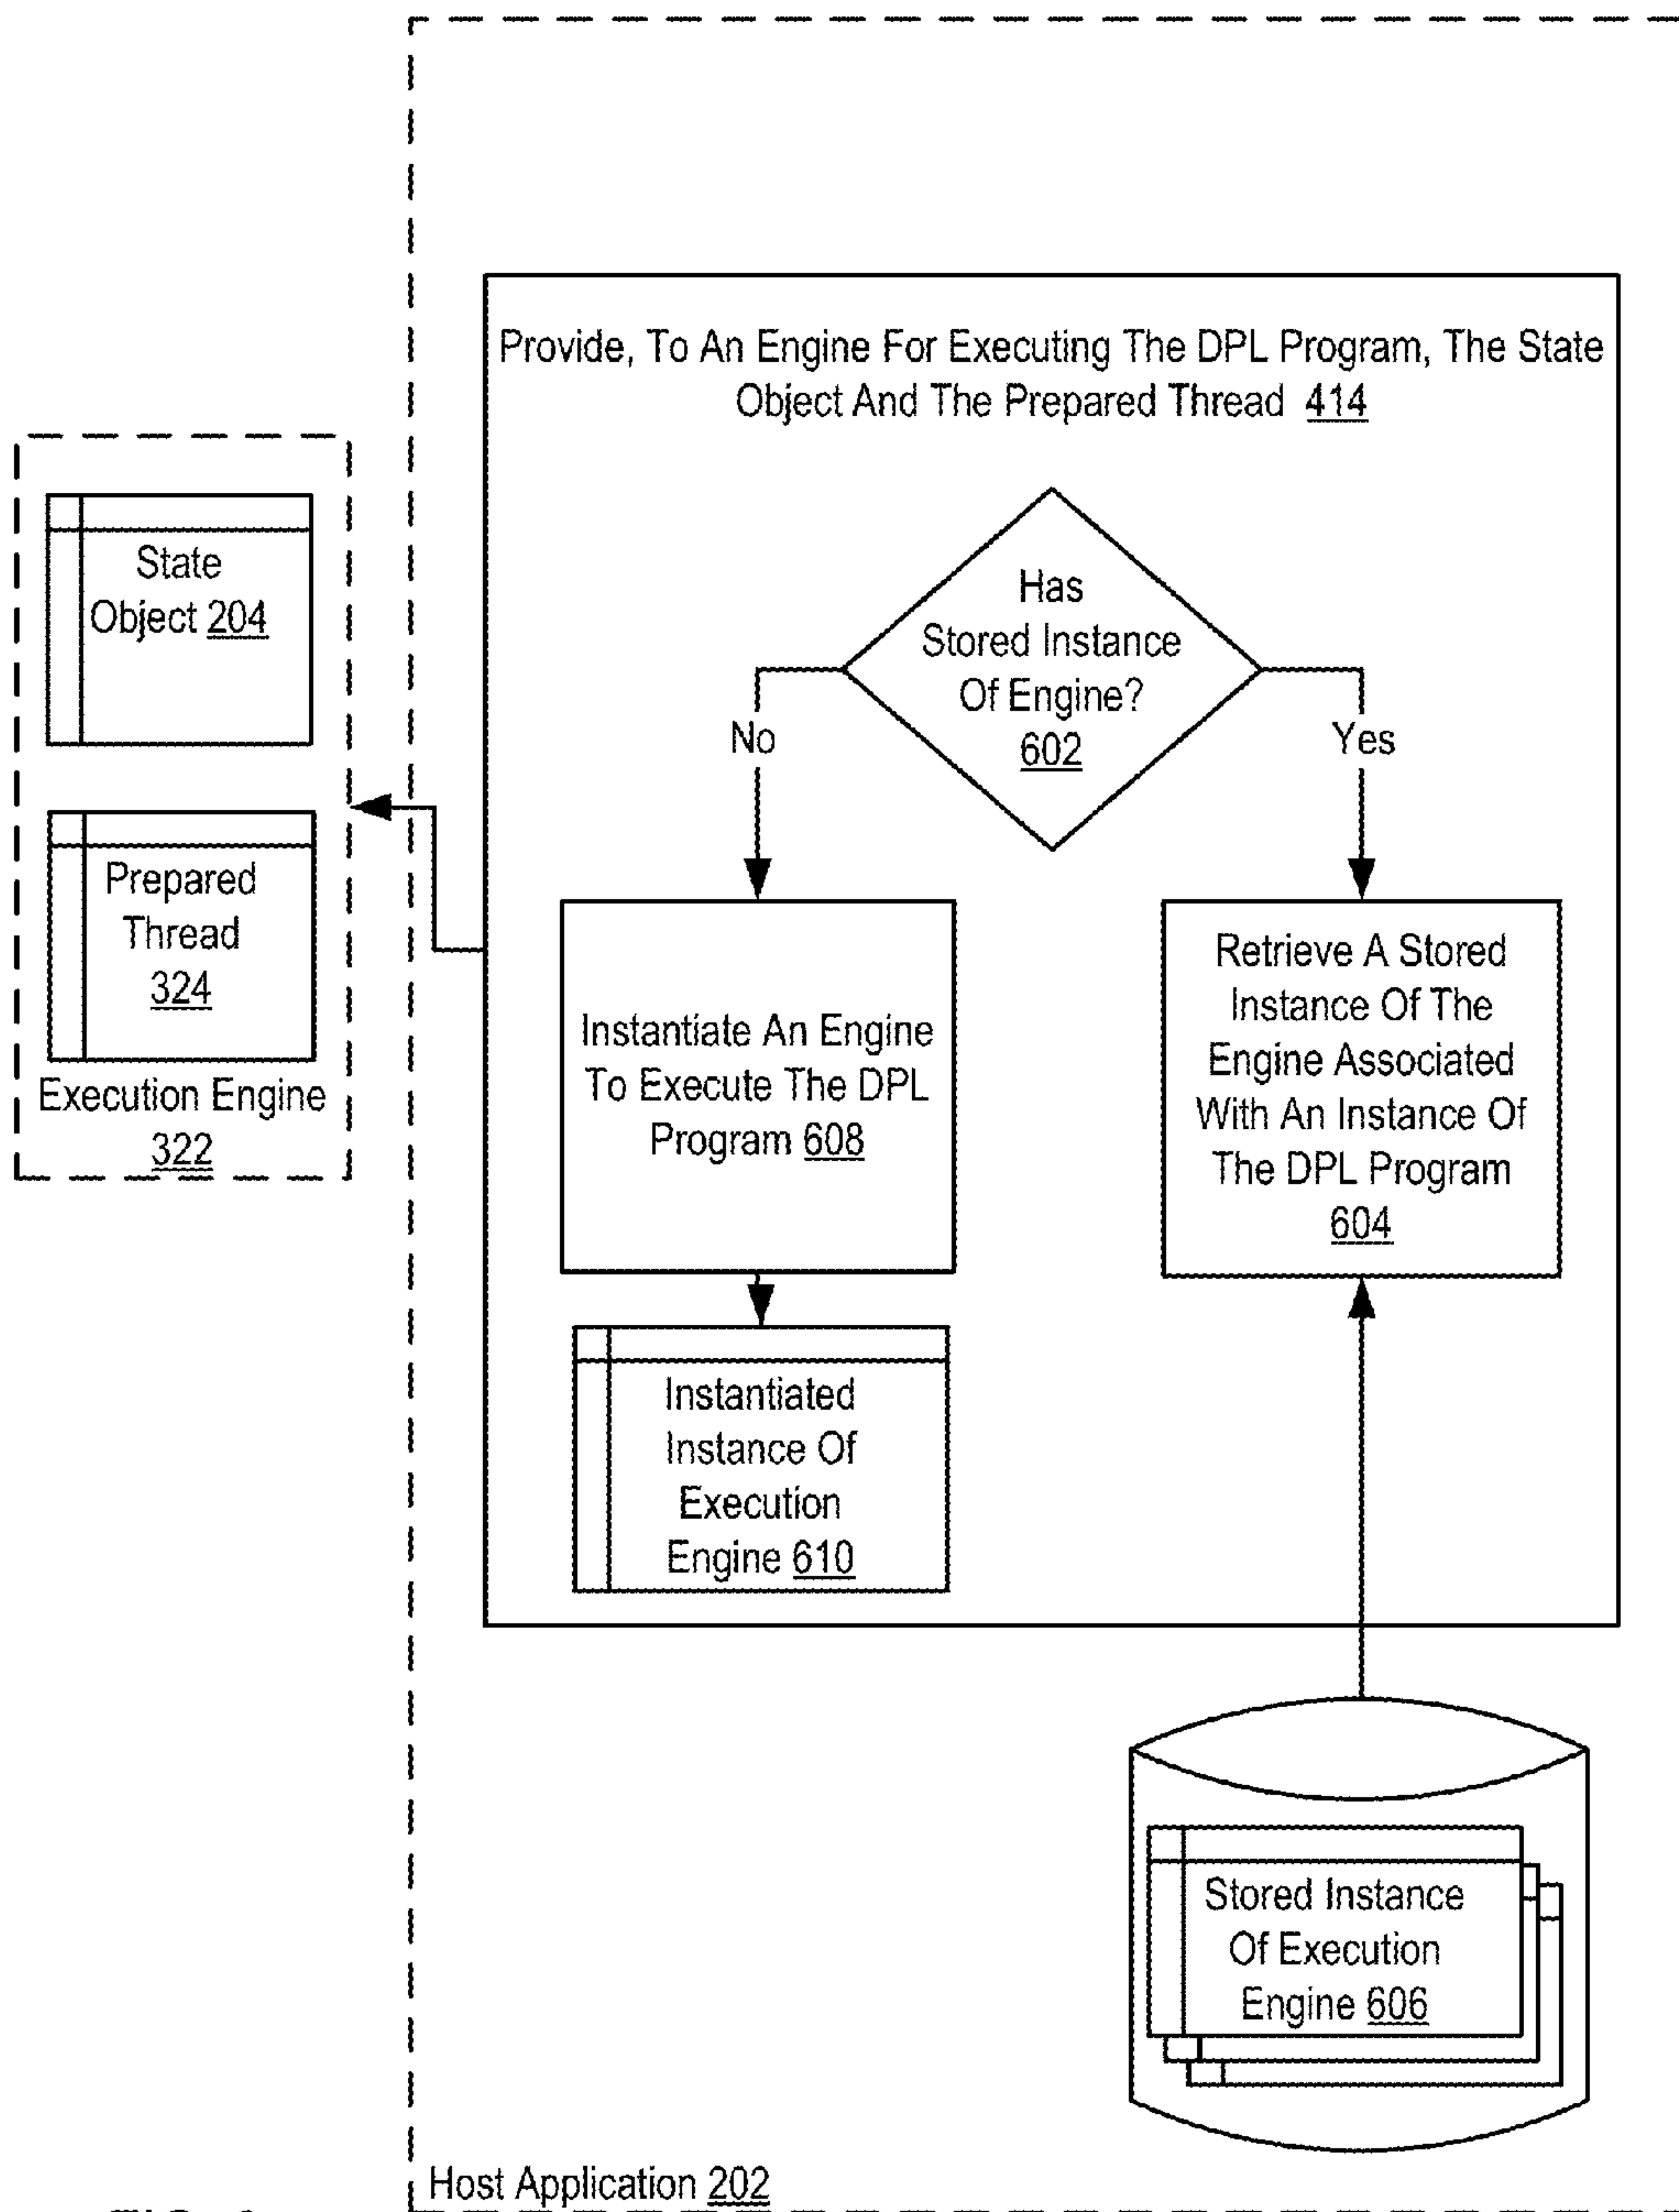 Provide, To An Engine For Executing The DPL Program, The State
Object And The Prepared Thread 414
State
Object 204
Prepared
Thread
324
Execution Engine
322
Has
Stored Instance
Of Engine?
602
No
Yes
Instantiate An Engine
To Execute The DPL
Program 608
Retrieve A Stored
Instance Of The
Engine Associated
With An Instance Of
The DPL Program
604
Instantiated
Instance Of
Execution
Engine 610
Stored Instance
Of Execution
Engine 606
Host Application 202